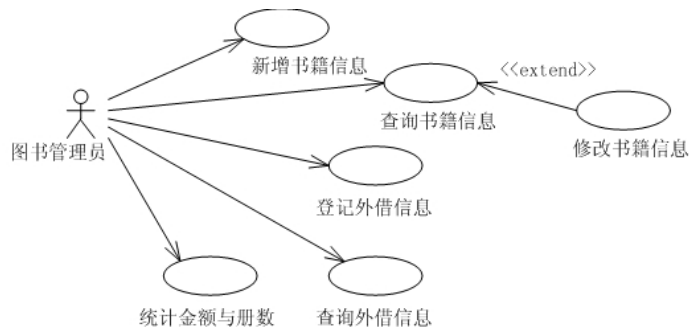 新增书籍信息
<<extend>>
查询书籍信息
修改书籍信息
图书管理员
登记外借信息
统计金额与册数
查询外借信息